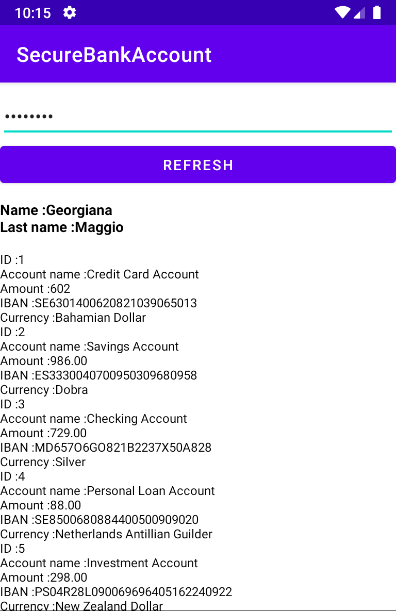 10:15
SecureBankAccount
••••••••
REFRESH
Name :Georgiana
Last name :Maggio
ID :1
Account name :Credit Card Account
Amount :602
IBAN :SE6301400620821039065013
Currency :Bahamian Dollar
ID :2
Account name :Savings Account
Amount :986.00
IBAN :ES3330040700950309680958
Currency :Dobra
ID :3
Account name :Checking Account
Amount :729.00
IBAN :MD657O6GO821B2237X50A828
Currency :Silver
ID :4
Account name :Personal Loan Account
Amount :88.00
IBAN :SE8500680884400500909020
Currency :Netherlands Antillian Guilder
ID :5
Account name :Investment Account
Amount :298.00
IBAN :PS04R28L090069696405162240922
Currency :New Zealand Dollar